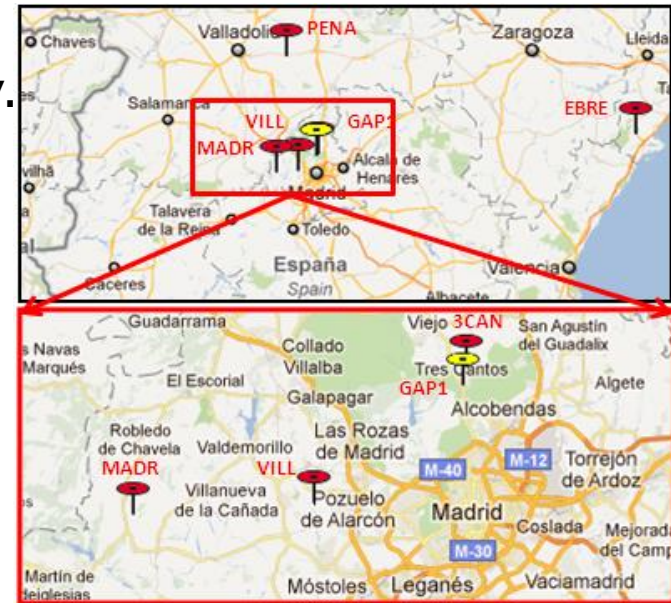 Chaves
Valladolid
PENA
Zaragoza
Lleida
y.
Salamanca
VILL
GAP1
EBRE
MADR
Alcala de
Henares
Madrid
Talavera
de la Reina
Toledo
España
Spain
Valencia
Cáceres
Albacete
Guadarrama
Viejo
3CAN
San Agustín
del Guadalix
s Navas
Marqués
Collado
Villalba
Tres Cantos
El Escorial
GAP1
Algete
Galapagar
Alcobendas
Robledo
de Chavela
Valdemorillo
Las Rozas
de Madrid
MADR
VILL
M-40
M-12
Torrejón
de Ardoz
Villanueva
de la Cañada
Pozuelo
de Alarcón
Madrid
Coslada
Mejorada
del Camp
M-30
Martín de
deiglesias
Móstoles
Leganés
Vaciamadrid